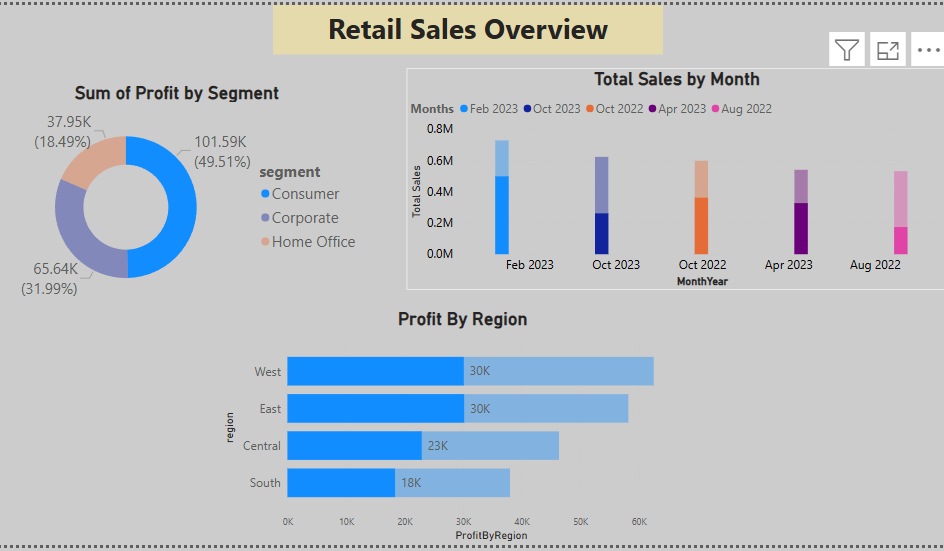 Retail Sales Overview
Sum of Profit by Segment
37.95K
(18.49%)
101.59K
(49.51%)
65.64K
(31.99%)
segment
Consumer
Corporate
Home Office
Total Sales by Month
Months Feb 2023 Oct 2023 Oct 2022 Apr 2023 Aug 2022
Total Sales
0.8M
0.6M
0.4M
0.2M
0.0M
Feb 2023 Oct 2023 Oct 2022 Apr 2023 Aug 2022
MonthYear
Profit By Region
region
West 30K
East 30K
Central 23K
South 18K
0K 10K 20K 30K 40K 50K 60K
ProfitByRegion